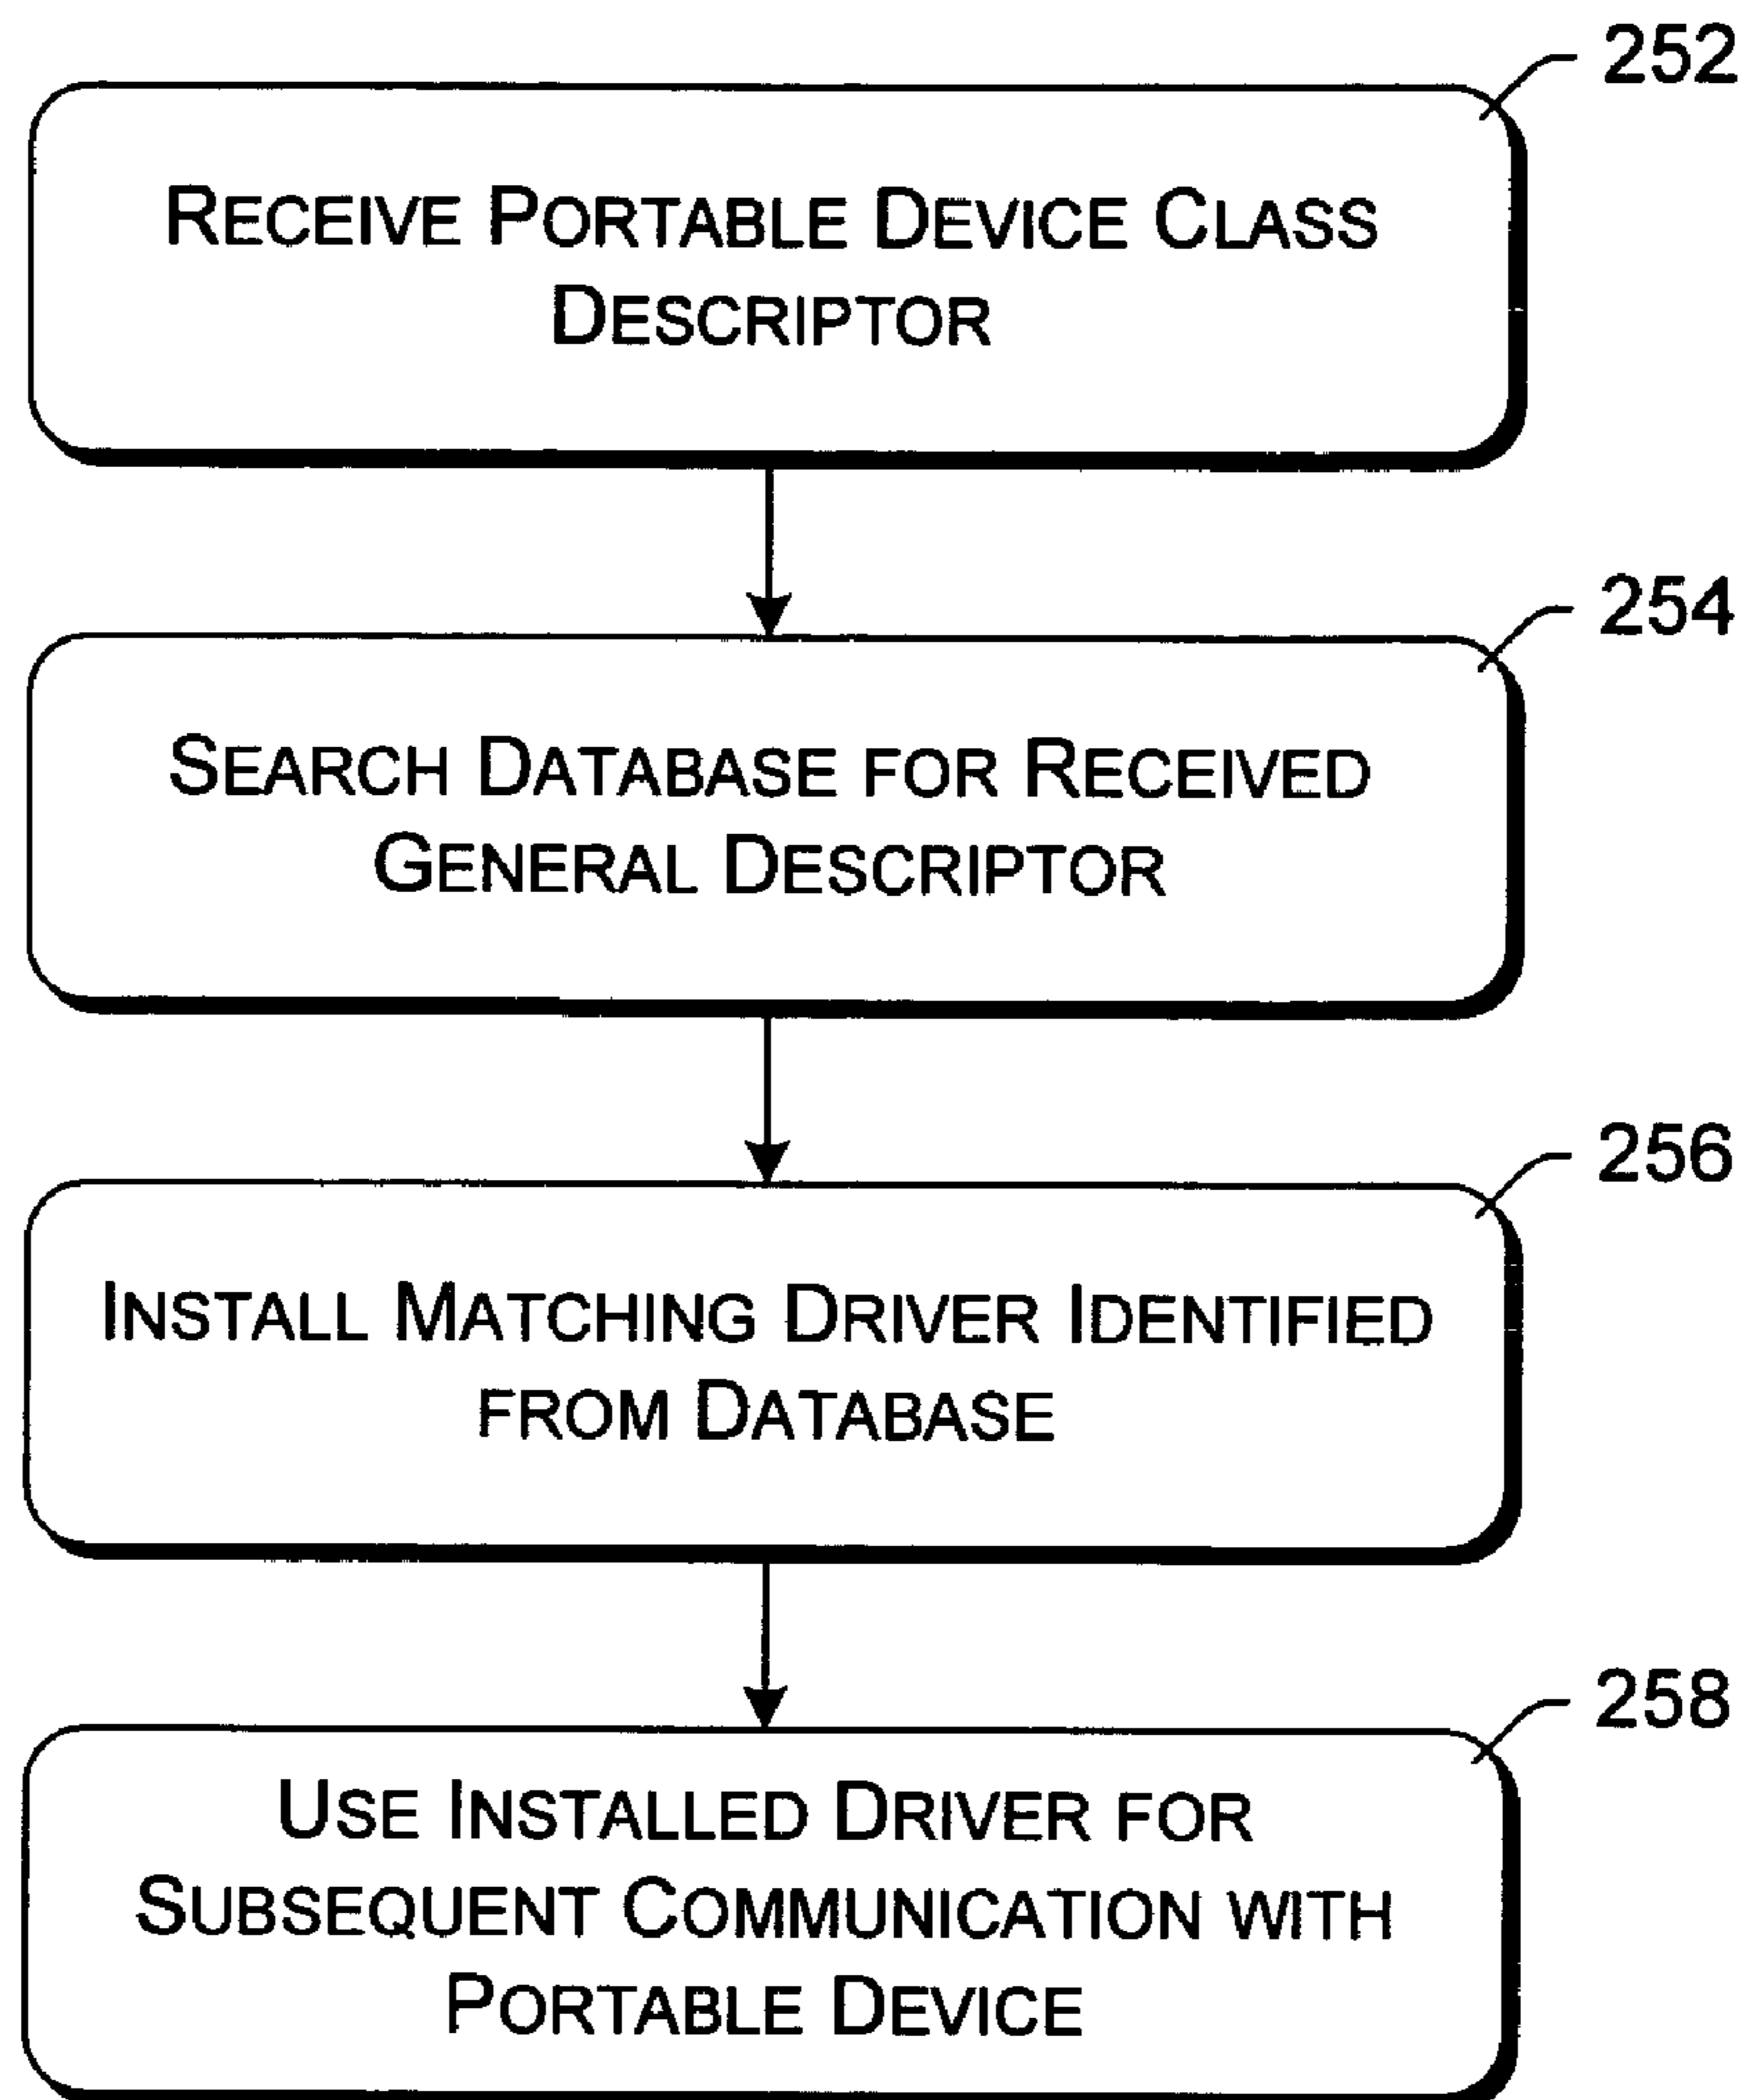 252
RECEIVE PORTABLE DEVICE CLASS
DESCRIPTOR
254
SEARCH DATABASE FOR RECEIVED
GENERAL DESCRIPTOR
256
INSTALL MATCHING DRIVER IDENTIFIED
FROM DATABASE
258
USE INSTALLED DRIVER FOR
SUBSEQUENT COMMUNICATION WITH
PORTABLE DEVICE